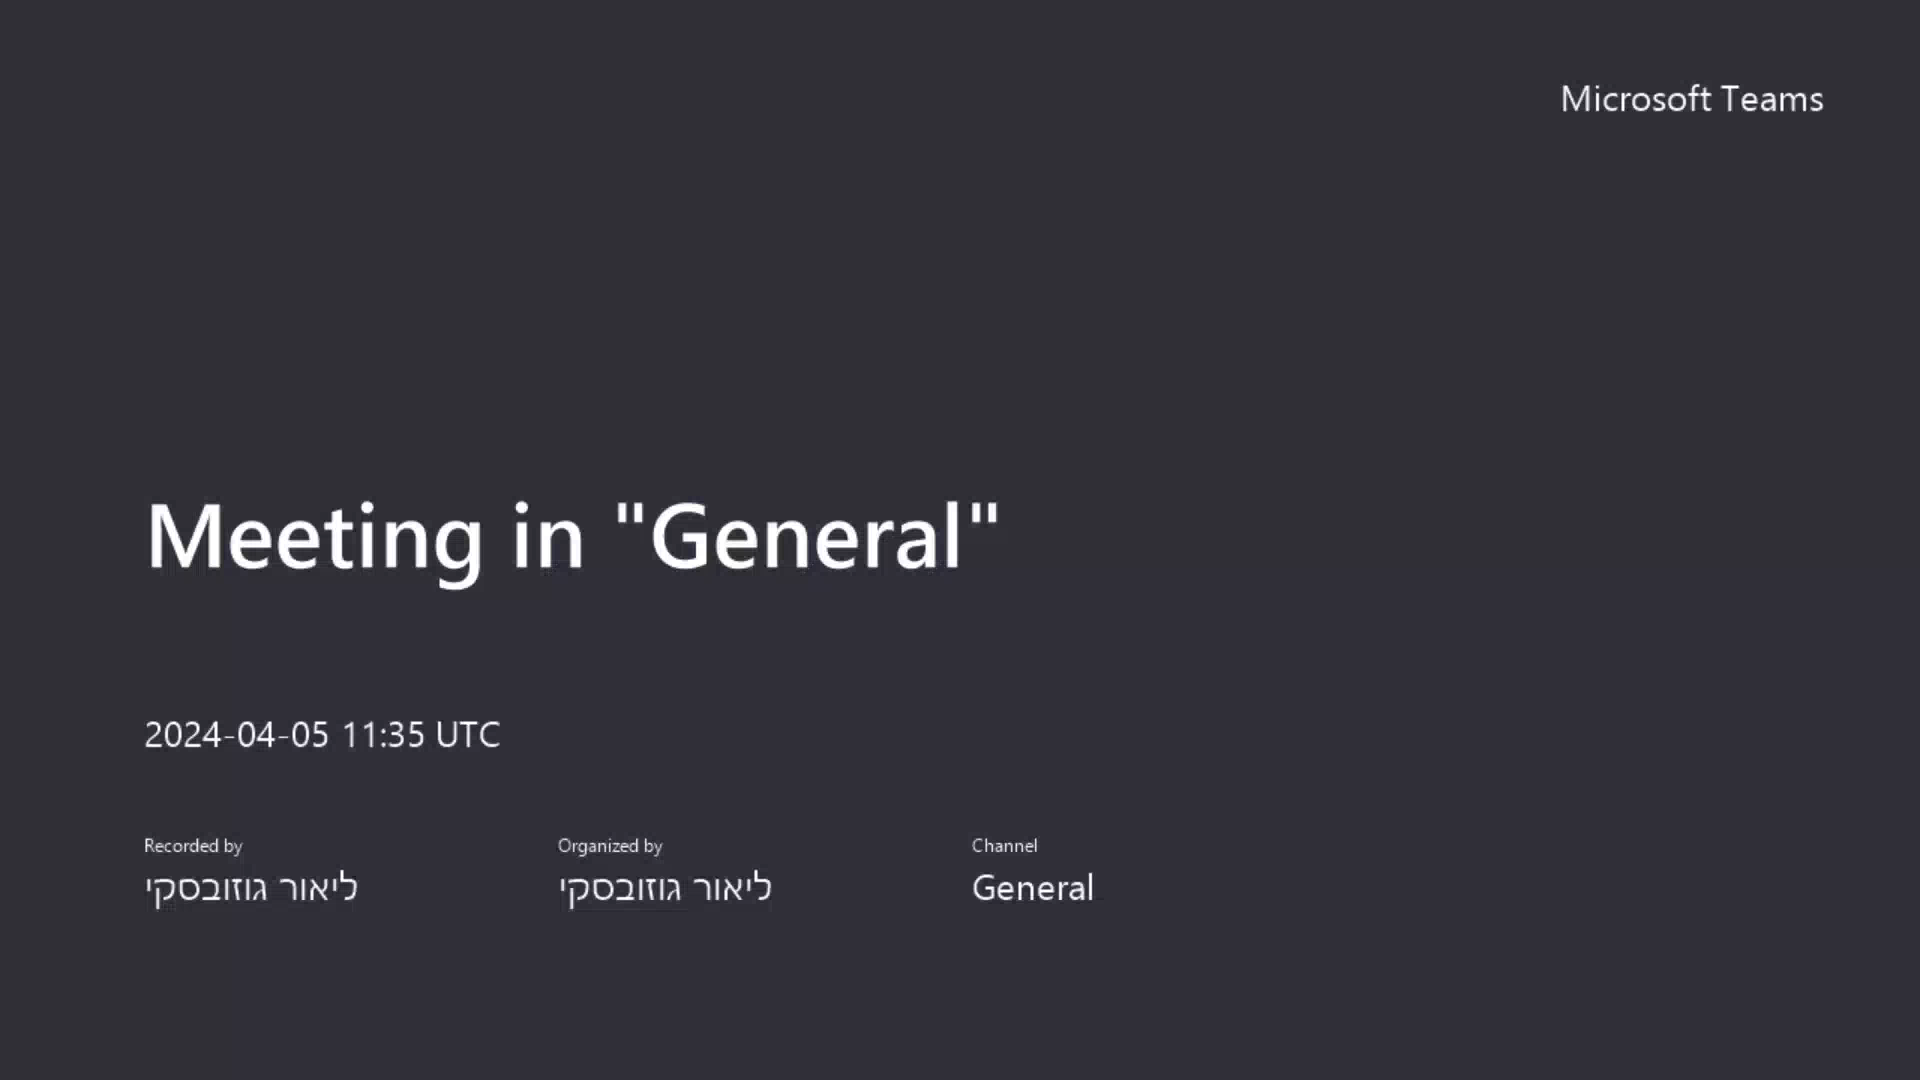 Microsoft Teams
Meeting in "General"
2024-04-05 11:35 UTC
Recorded by
ליאור גוזובסקי
Organized by
ליאור גוזובסקי
Channel
General